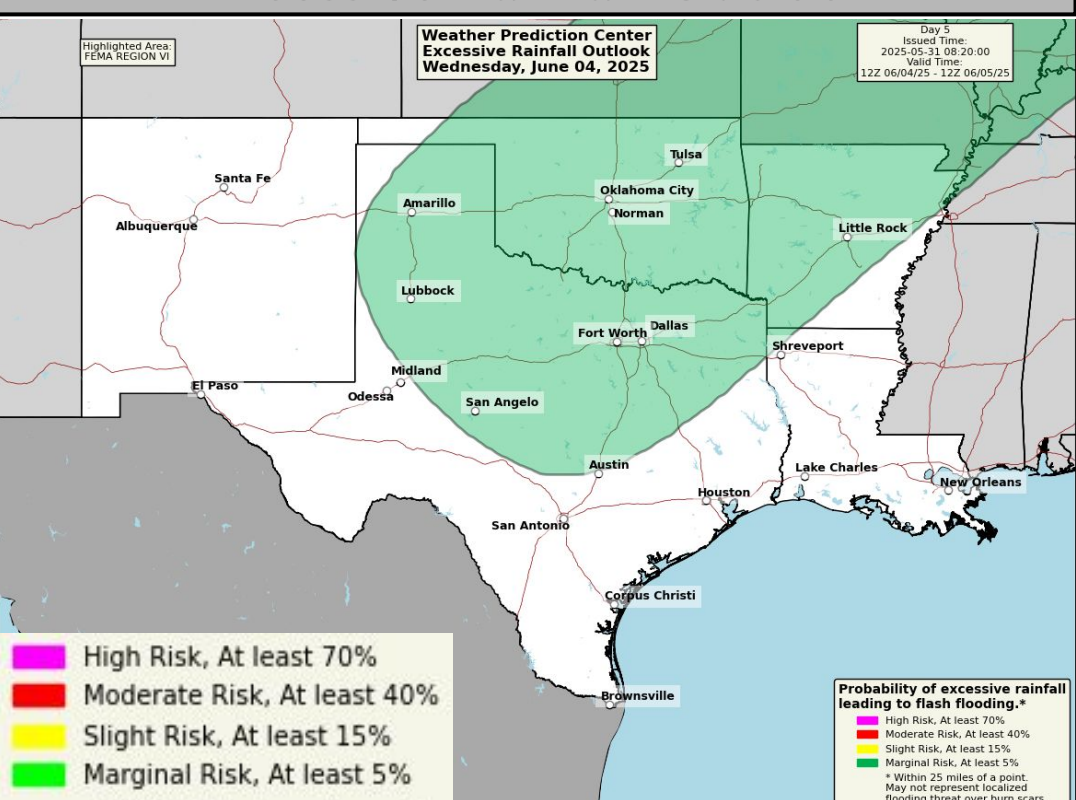 Weather Prediction Center
Excessive Rainfall Outlook
Wednesday, June 04, 2025
Highlighted Area:
FEMA REGION VI
Day 5
Issued Time:
2025-05-31 08:20:00
Valid Time:
12Z 06/04/25 - 12Z 06/05/25
Tulsa
Santa Fe
Oklahoma City
Amarillo
Norman
Albuquerque
Little Rock
Lubbock
Dallas
Fort Worth
Shreveport
Midland
El Paso
Odessa
San Angelo
Austin
Lake Charles
New Orleans
Houston
San Antonio
Corpus Christi
Brownsville
High Risk, At least 70%
Moderate Risk, At least 40%
Slight Risk, At least 15%
Marginal Risk, At least 5%
Probability of excessive rainfall
leading to flash flooding.*
High Risk, At least 70%
Moderate Risk, At least 40%
Slight Risk, At least 15%
Marginal Risk, At least 5%
* Within 25 miles of a point.
May not represent localized
flooding threat over burn scars